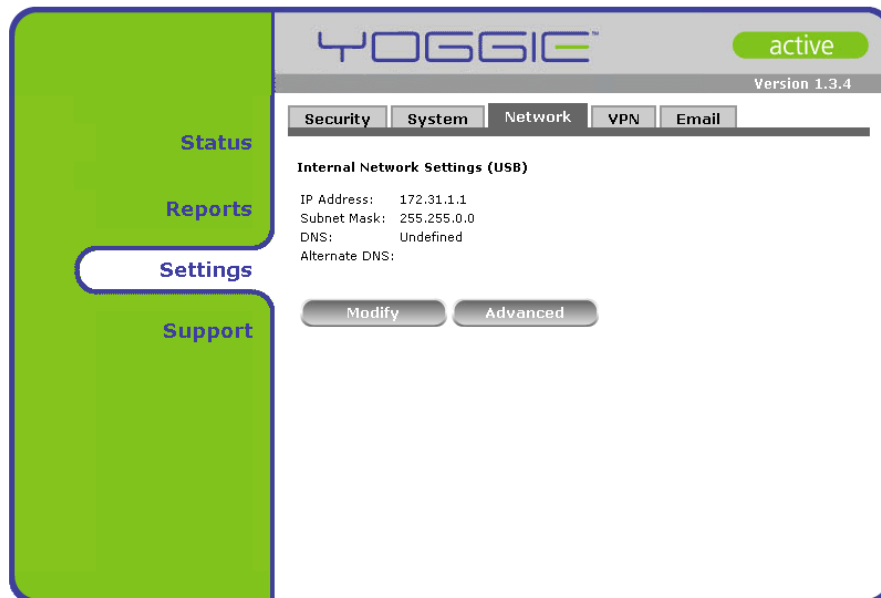 YOGGIE™
active
Version 1.3.4
Security System Network VPN Email
Status
Reports
Settings
Support
Internal Network Settings (USB)
IP Address: 172.31.1.1
Subnet Mask: 255.255.0.0
DNS: Undefined
Alternate DNS:
Modify Advanced